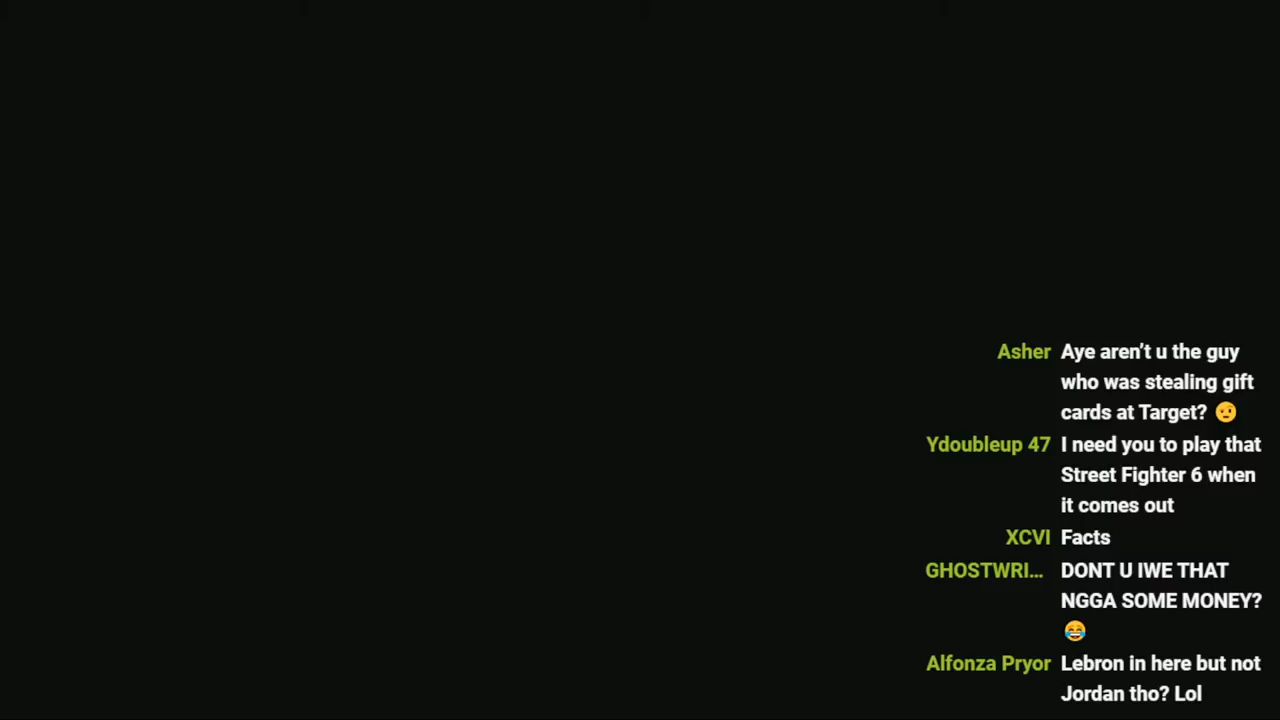 Asher Aye aren’t u the guy
who was stealing gift
cards at Target? 🤨
Ydoubleup 47 I need you to play that
Street Fighter 6 when
it comes out
XCVI Facts
GHOSTWRI... DONT U IWE THAT
NGGA SOME MONEY?
😂
Alfonza Pryor Lebron in here but not
Jordan tho? Lol